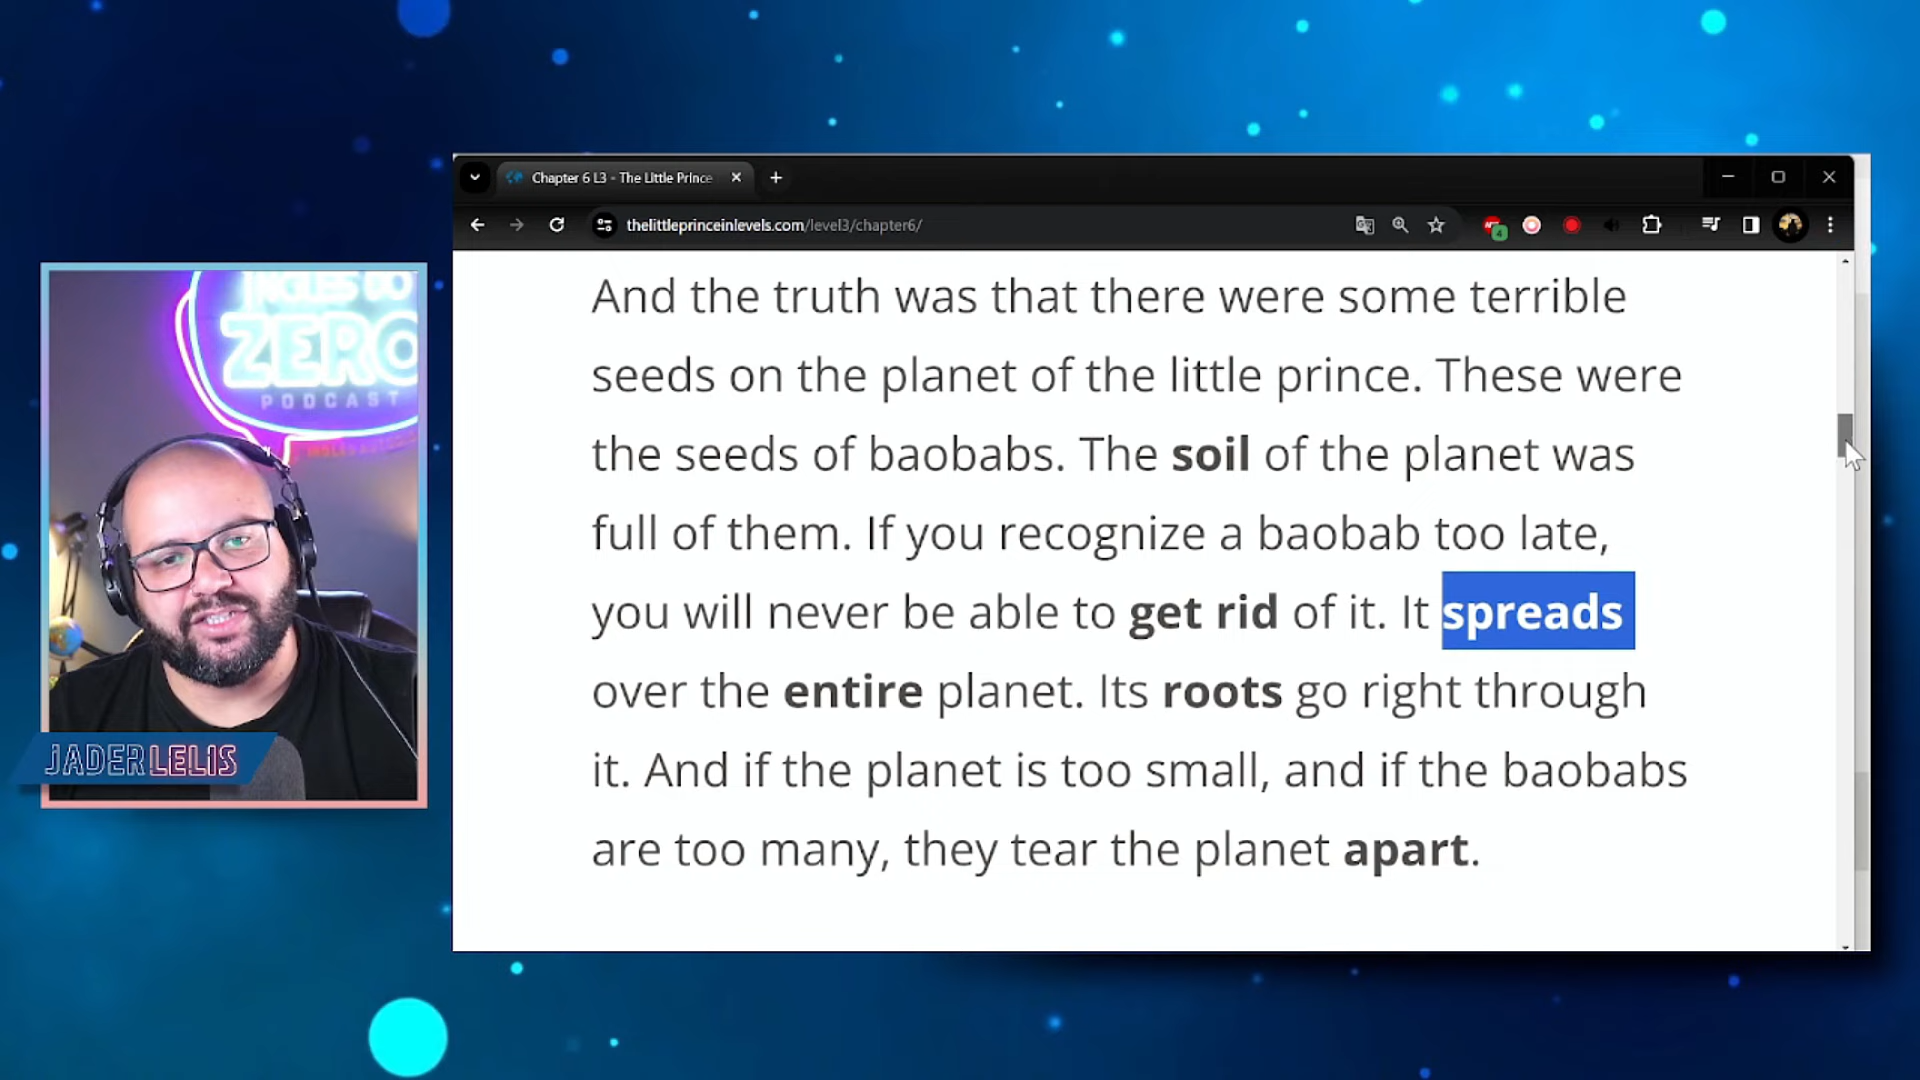 Chapter 6 L3 - The Little Prince
thelittleprinceinlevels.com/level3/chapter6/
4
And the truth was that there were some terrible
seeds on the planet of the little prince. These were
the seeds of baobabs. The soil of the planet was
full of them. If you recognize a baobab too late,
you will never be able to get rid of it. It spreads
over the entire planet. Its roots go right through
it. And if the planet is too small, and if the baobabs
are too many, they tear the planet apart.
ZERO
PODCAST
JADERLELIS